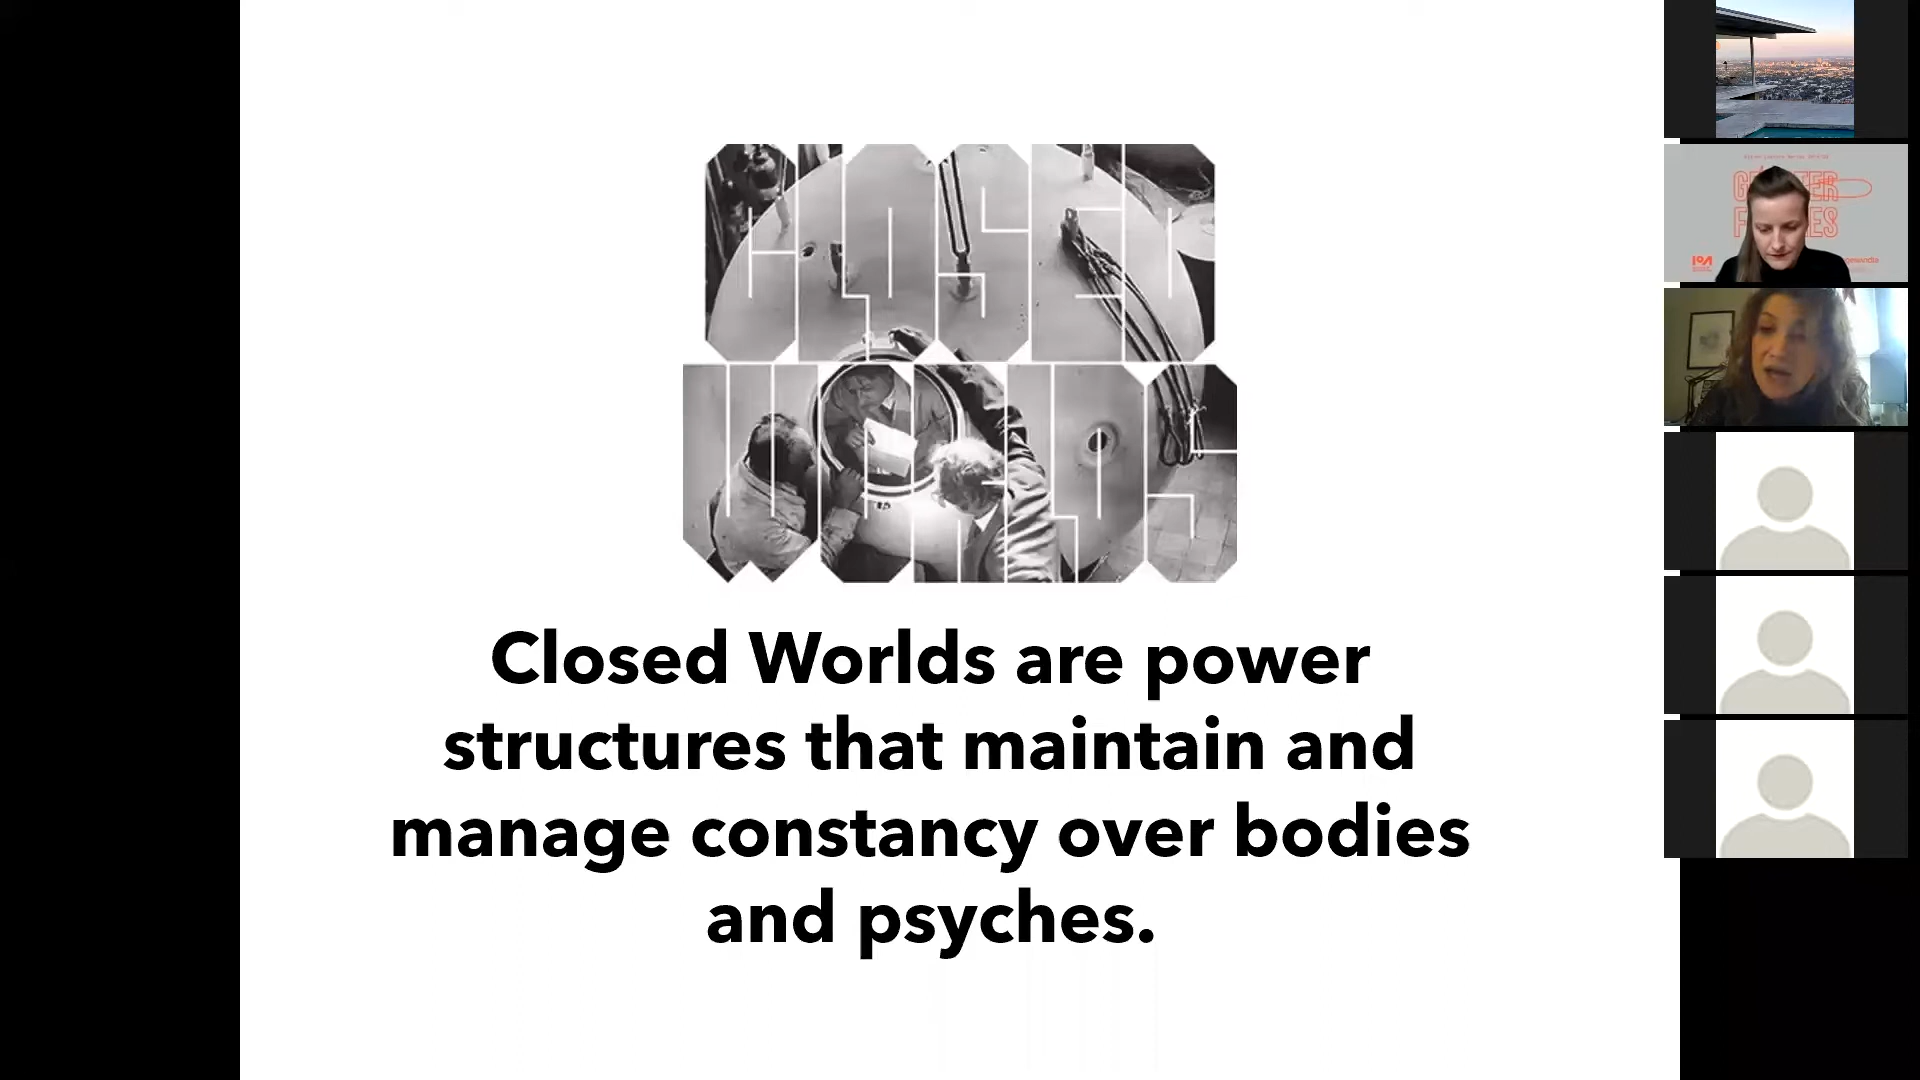 CLOSED
WORLDS
Closed Worlds are power
structures that maintain and
manage constancy over bodies
and psyches.